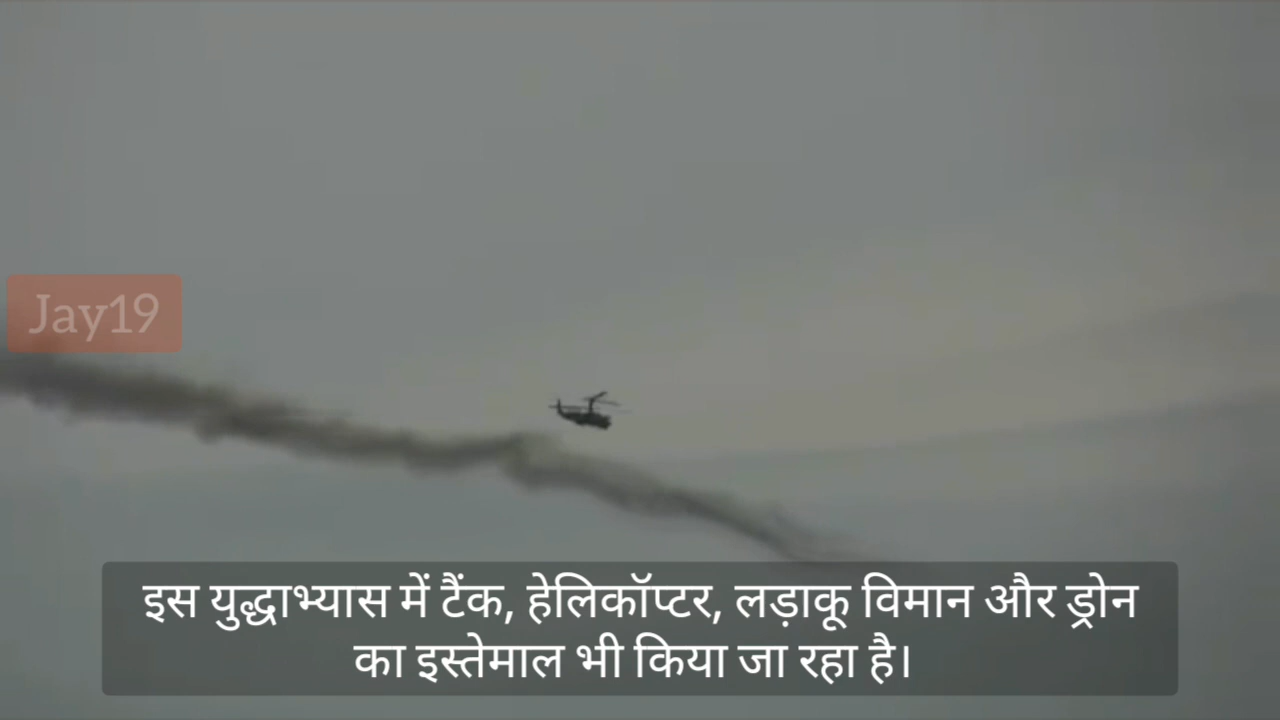 Jay19
इस युद्धाभ्यास में टैंक, हेलिकॉप्टर, लड़ाकू विमान और ड्रोन
का इस्तेमाल भी किया जा रहा है।